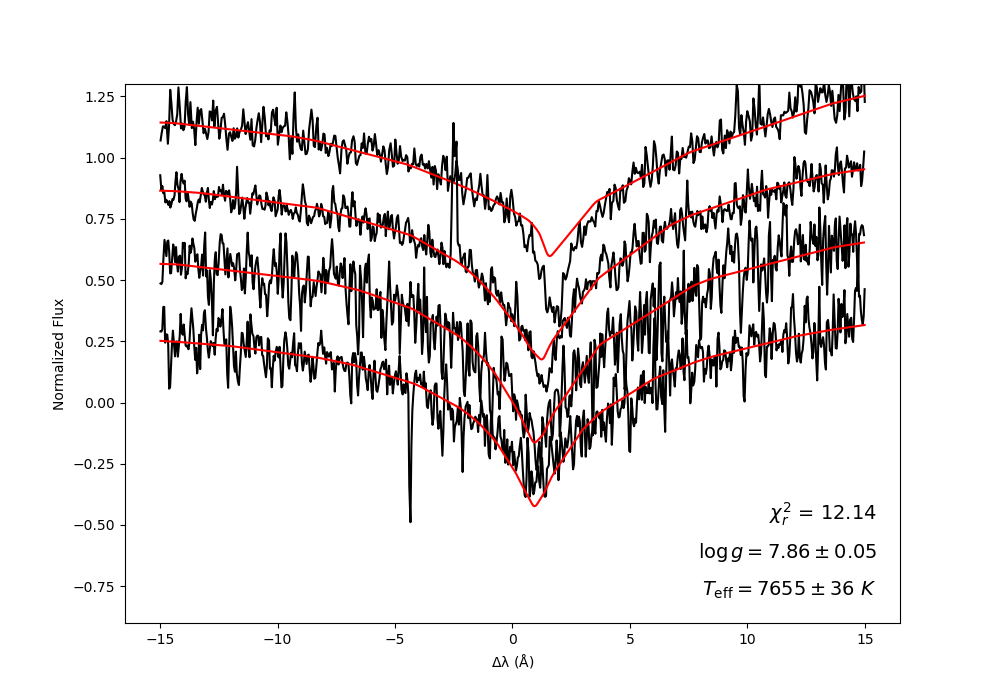 1.25
1.00
0.75
0.50
0.25
0.00
−0.25
−0.50
−0.75
Normalized Flux
χ²ᵣ = 12.14
log g = 7.86 ± 0.05
T_eff = 7655 ± 36 K
−15 −10 −5 0 5 10 15
Δλ (Å)